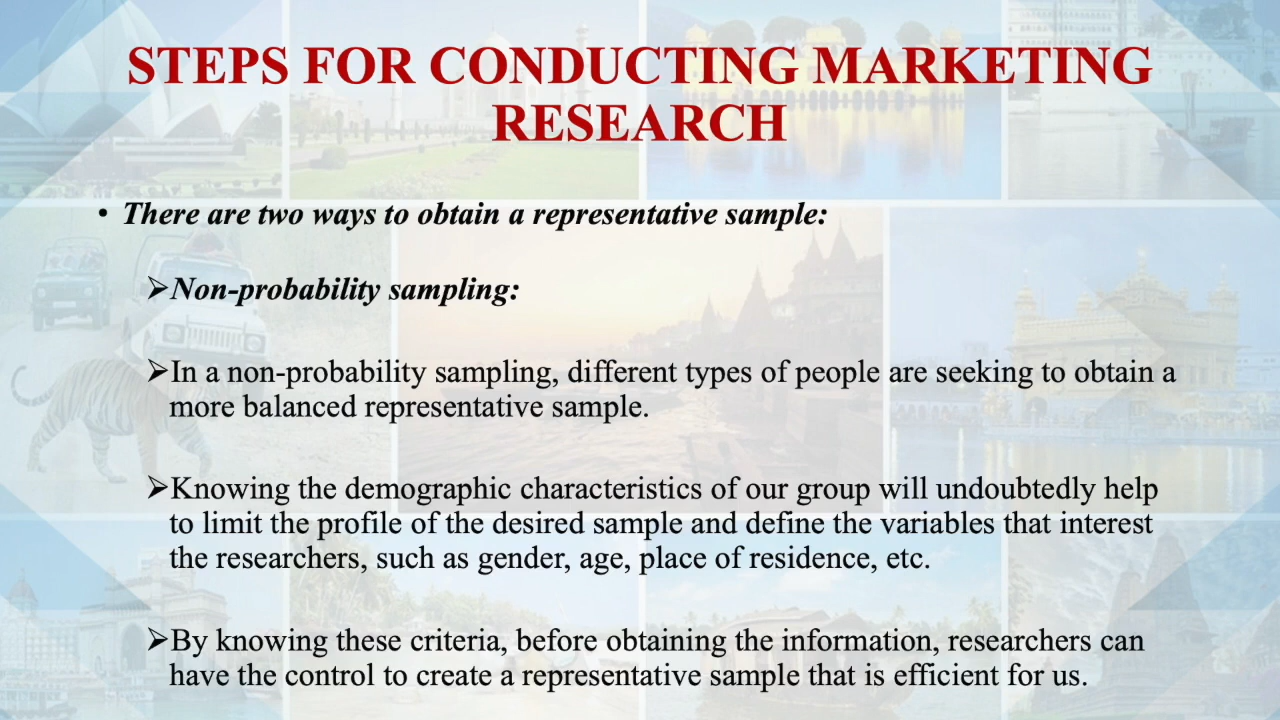 STEPS FOR CONDUCTING MARKETING
RESEARCH
• There are two ways to obtain a representative sample:
➢Non-probability sampling:
➢In a non-probability sampling, different types of people are seeking to obtain a
more balanced representative sample.
➢Knowing the demographic characteristics of our group will undoubtedly help
to limit the profile of the desired sample and define the variables that interest
the researchers, such as gender, age, place of residence, etc.
➢By knowing these criteria, before obtaining the information, researchers can
have the control to create a representative sample that is efficient for us.